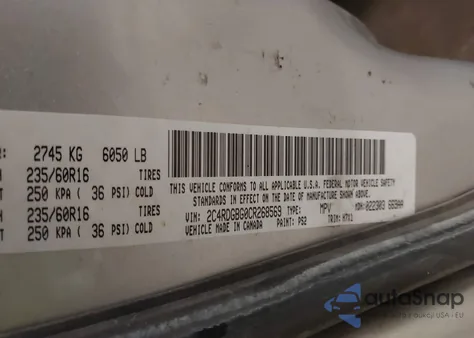 R: 2745 KG 6050 LB
235/60R16 TIRES
250 KPA ( 36 PSI) COLD
235/60R16 TIRES
250 KPA ( 36 PSI) COLD
THIS VEHICLE CONFORMS TO ALL APPLICABLE U.S.A. FEDERAL MOTOR VEHICLE SAFETY
STANDARDS IN EFFECT ON THE DATE OF MANUFACTURE SHOWN ABOVE.
VIN: 2C4RDGBG0CR268569 TYPE: MPV MDH:
VEHICLE MADE IN CANADA PAINT: PS2 TRIM:
autoSnap